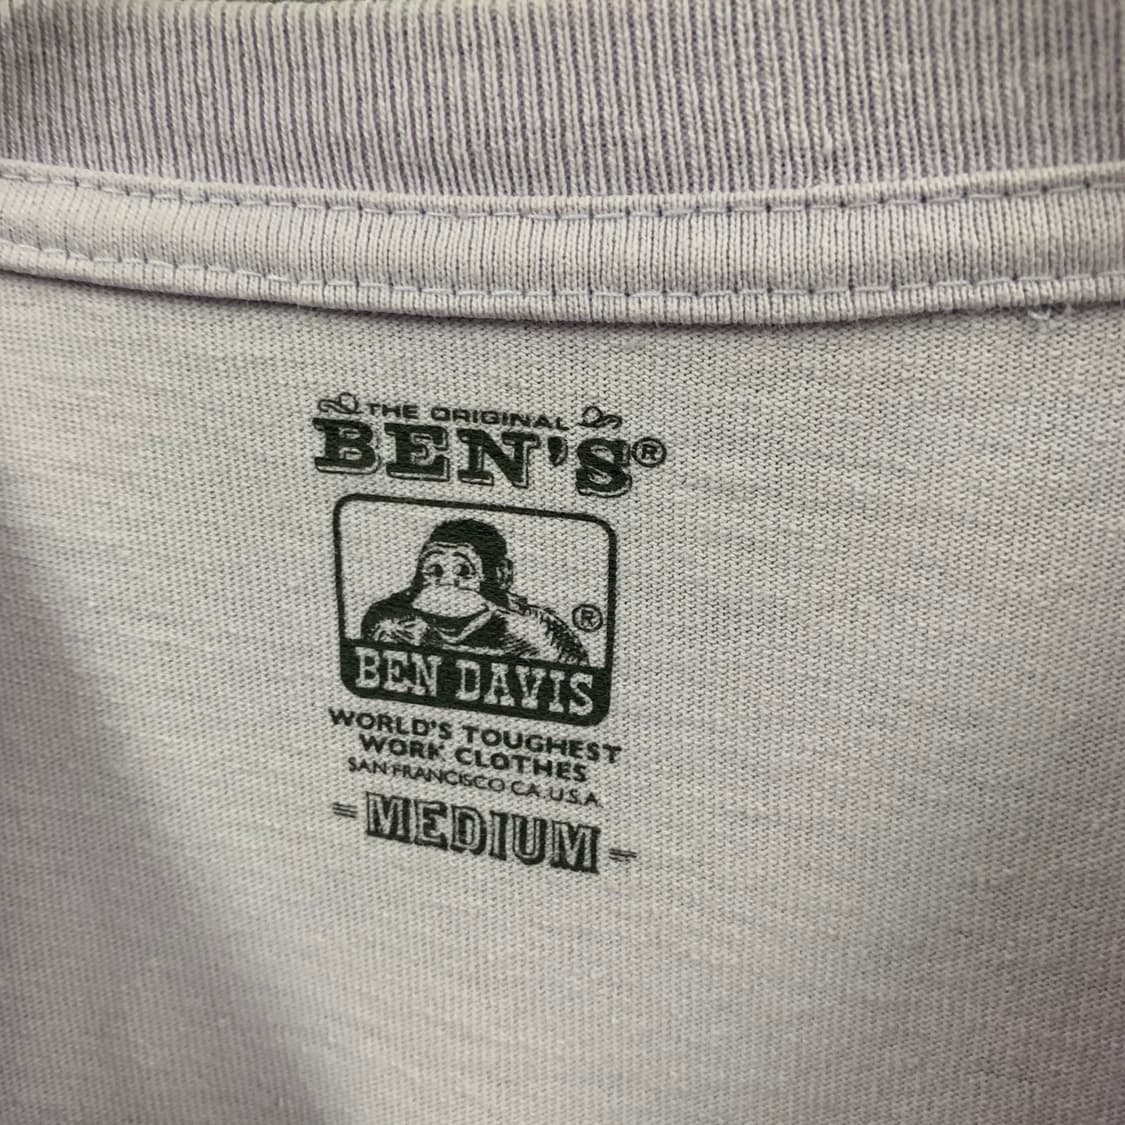 THE ORIGINAL
BEN'S®
®
BEN DAVIS
WORLD'S TOUGHEST
WORK CLOTHES
SAN FRANCISCO CA.U.S.A.
=MEDIUM=